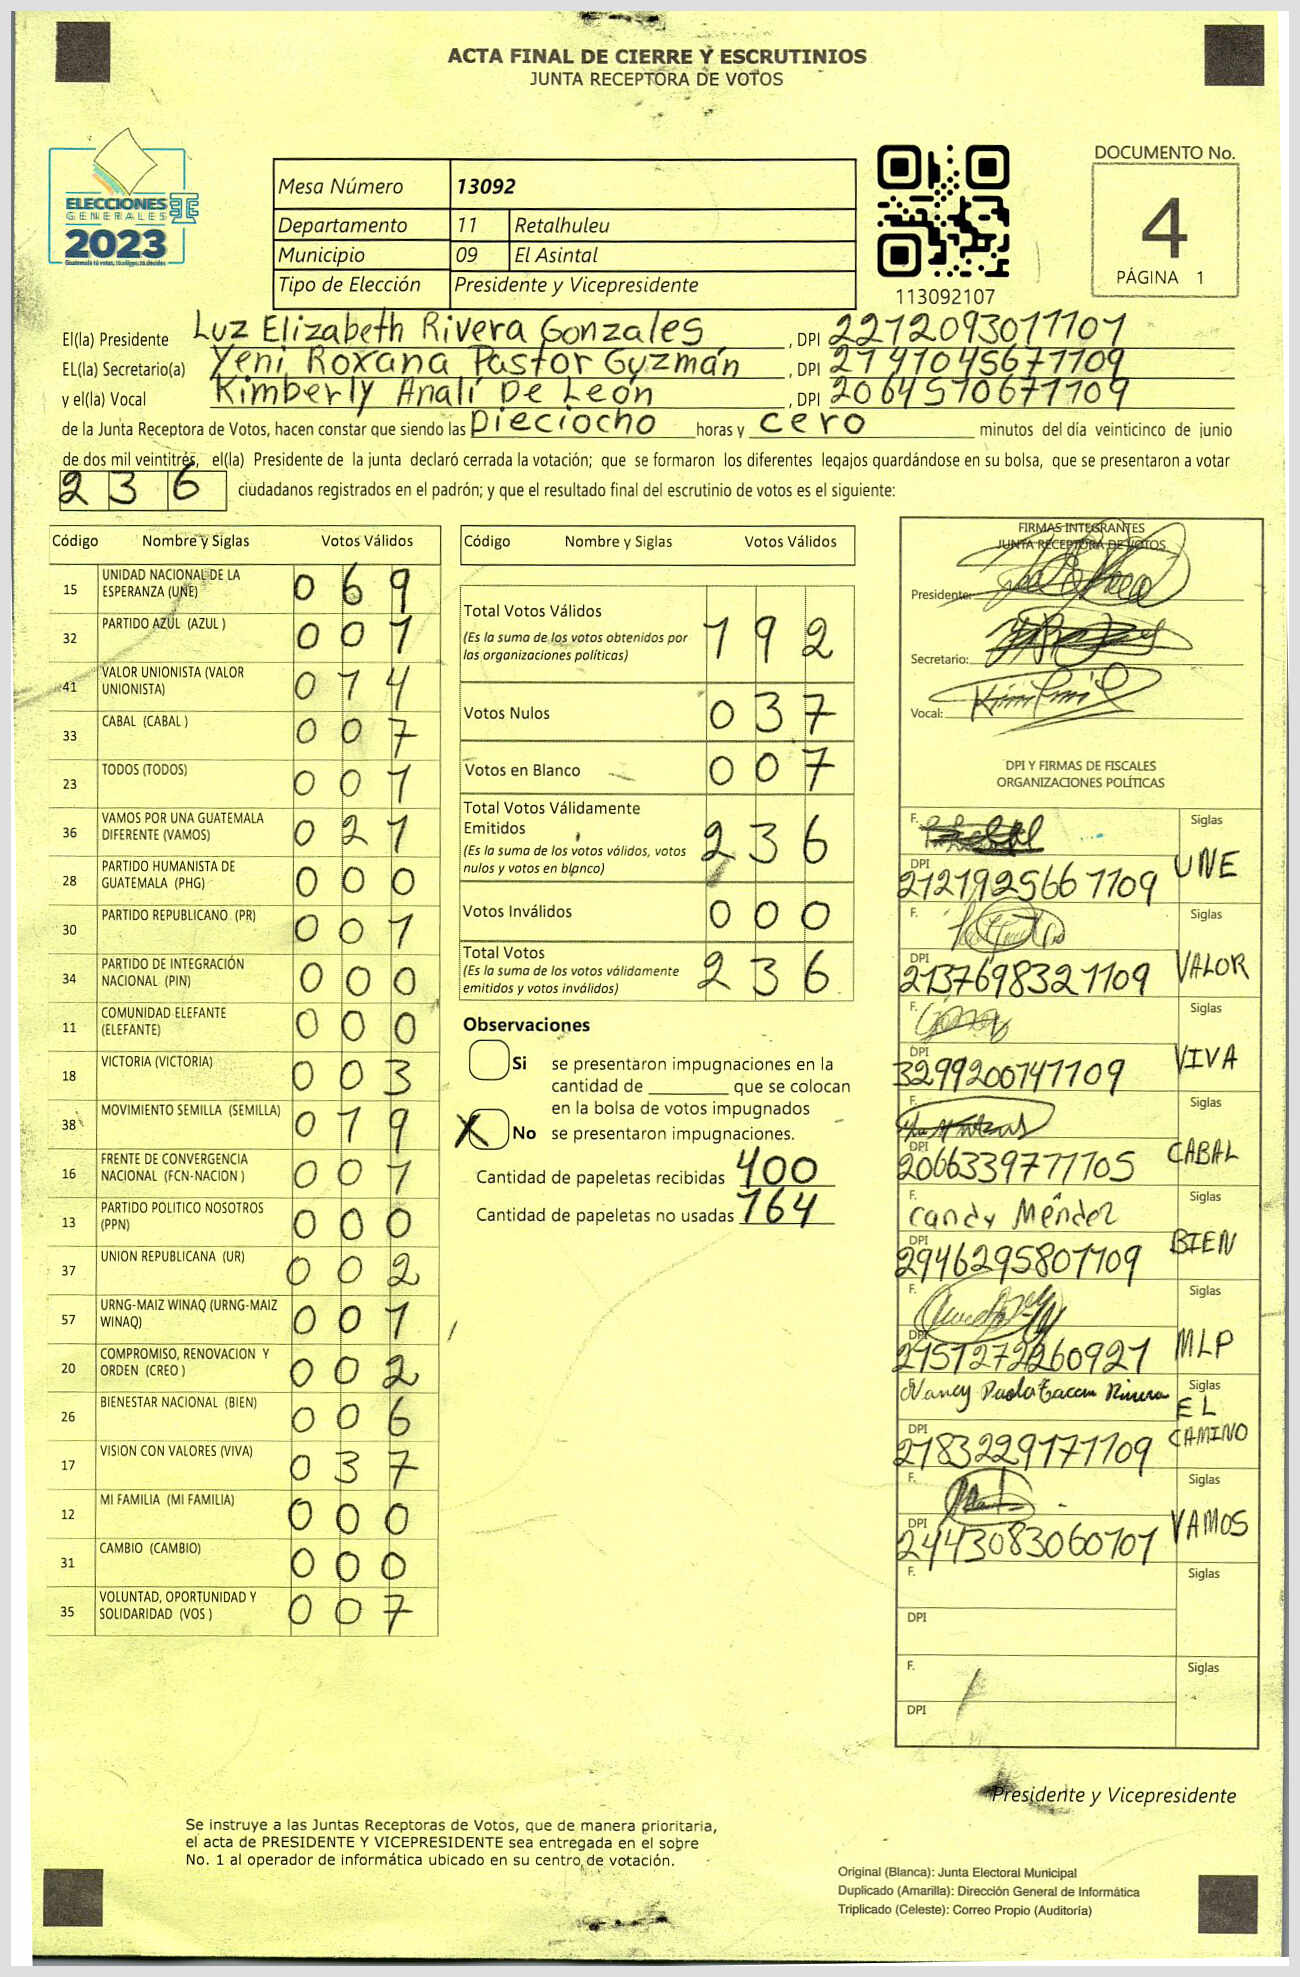 ACTA FINAL DE CIERRE Y ESCRUTINIOS
JUNTA RECEPTORA DE VOTOS
ELECCIONES
GENERALES
2023
Mesa Número 13092
Departamento 11 Retalhuleu
Municipio 09 El Asintal
Tipo de Elección Presidente y Vicepresidente
113092107
DOCUMENTO No.
4
PÁGINA 1
El(la) Presidente Luz Elizabeth Rivera Gonzales, DPI 2212093011101
EL(la) Secretario(a) Yeni Roxana Pastor Guzmán, DPI 2141045671109
y el(la) Vocal Kimberly Analí De León, DPI 2064510671109
de la Junta Receptora de Votos, hacen constar que siendo las Dieciocho horas y cero minutos del día veinticinco de junio
de dos mil veintitrés, el(la) Presidente de la junta declaró cerrada la votación; que se formaron los diferentes legajos guardándose en su bolsa, que se presentaron a votar
236 ciudadanos registrados en el padrón; y que el resultado final del escrutinio de votos es el siguiente:
Código Nombre y Siglas Votos Válidos
15 UNIDAD NACIONAL DE LA ESPERANZA (UNE) 069
32 PARTIDO AZUL (AZUL ) 001
41 VALOR UNIONISTA (VALOR UNIONISTA) 014
33 CABAL (CABAL ) 007
23 TODOS (TODOS) 001
36 VAMOS POR UNA GUATEMALA DIFERENTE (VAMOS) 021
28 PARTIDO HUMANISTA DE GUATEMALA (PHG) 000
30 PARTIDO REPUBLICANO (PR) 001
34 PARTIDO DE INTEGRACIÓN NACIONAL (PIN) 000
11 COMUNIDAD ELEFANTE (ELEFANTE) 000
18 VICTORIA (VICTORIA) 003
38 MOVIMIENTO SEMILLA (SEMILLA) 019
16 FRENTE DE CONVERGENCIA NACIONAL (FCN-NACION ) 001
13 PARTIDO POLITICO NOSOTROS (PPN) 000
37 UNION REPUBLICANA (UR) 002
57 URNG-MAIZ WINAQ (URNG-MAIZ WINAQ) 001
20 COMPROMISO, RENOVACION Y ORDEN (CREO ) 002
26 BIENESTAR NACIONAL (BIEN) 006
17 VISION CON VALORES (VIVA) 037
12 MI FAMILIA (MI FAMILIA) 000
31 CAMBIO (CAMBIO) 000
35 VOLUNTAD, OPORTUNIDAD Y SOLIDARIDAD (VOS ) 007
Código Nombre y Siglas Votos Válidos
Total Votos Válidos 192
(Es la suma de los votos obtenidos por
las organizaciones políticas)
Votos Nulos 037
Votos en Blanco 007
Total Votos Válidamente
Emitidos 236
(Es la suma de los votos válidos, votos
nulos y votos en blanco)
Votos Inválidos 000
Total Votos 236
(Es la suma de los votos válidamente
emitidos y votos inválidos)
Observaciones
Si se presentaron impugnaciones en la
cantidad de ________ que se colocan
en la bolsa de votos impugnados
X No se presentaron impugnaciones.
Cantidad de papeletas recibidas 400
Cantidad de papeletas no usadas 164
FIRMAS INTEGRANTES
JUNTA RECEPTORA DE VOTOS
Presidente:
Secretario:
Vocal:
DPI Y FIRMAS DE FISCALES
ORGANIZACIONES POLÍTICAS
F. Siglas
DPI 2121925661109 UNE
F. Siglas
DPI 2137698321109 VALOR
F. Siglas
DPI 3299200141109 VIVA
F. Siglas
DPI 2066339771105 CABAL
F. Candy Méndez Siglas
DPI 2946295801109 BIEN
F. Siglas
DPI 2151272260921 MLP
Nancy Paola Rivera Siglas
DPI 2183229171109 EL CAMINO
F. Siglas
DPI 2443083060101 VAMOS
F. Siglas
DPI
F. Siglas
DPI
Presidente y Vicepresidente
Se instruye a las Juntas Receptoras de Votos, que de manera prioritaria,
el acta de PRESIDENTE Y VICEPRESIDENTE sea entregada en el sobre
No. 1 al operador de informática ubicado en su centro de votación.
Original (Blanca): Junta Electoral Municipal
Duplicado (Amarilla): Dirección General de Informática
Triplicado (Celeste): Correo Propio (Auditoría)